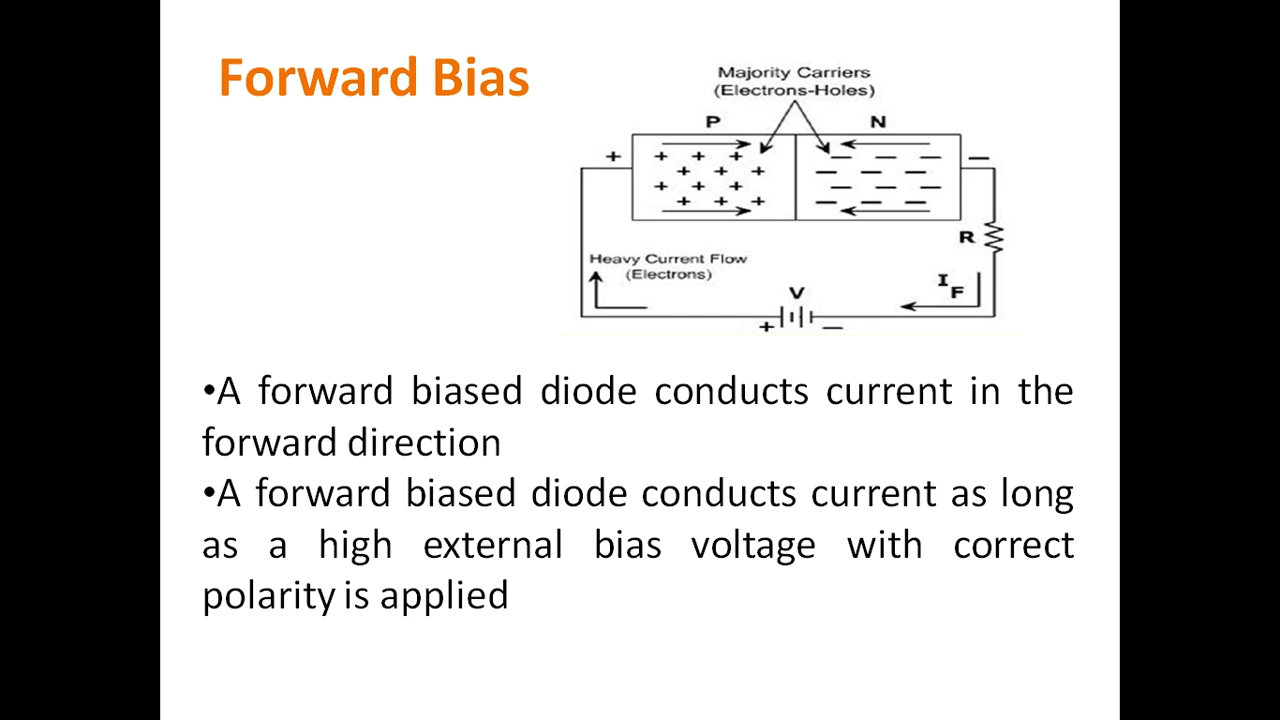 Forward Bias
Majority Carriers
(Electrons-Holes)
P
N
+
—
R
Heavy Current Flow
(Electrons)
I
F
V
+
—
•A forward biased diode conducts current in the
forward direction
•A forward biased diode conducts current as long
as a high external bias voltage with correct
polarity is applied